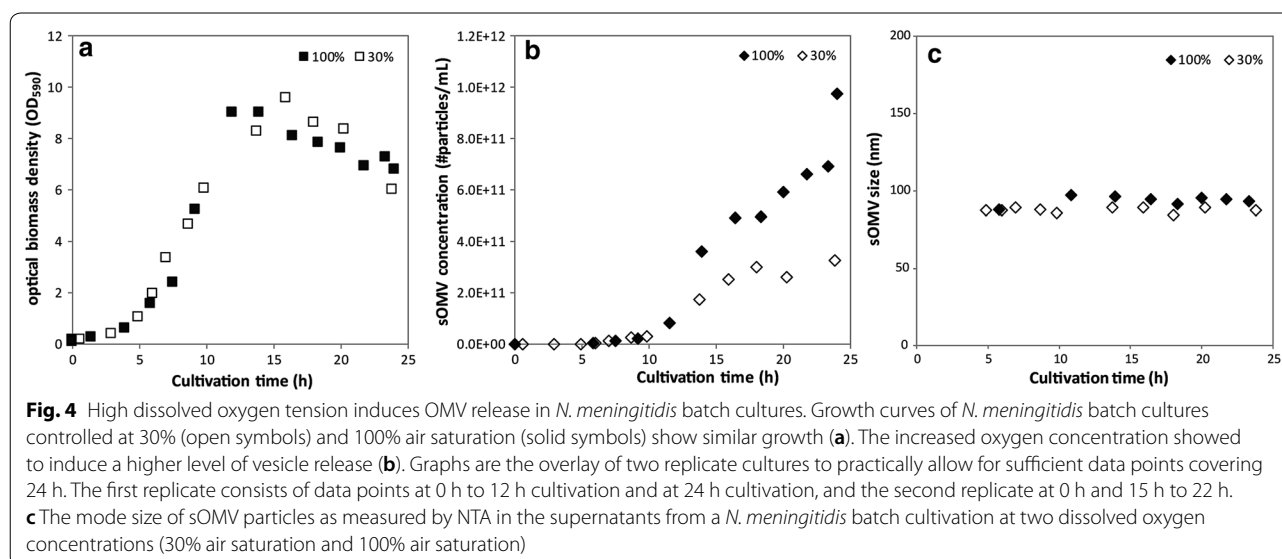 a
■100% □30%
12
10
8
6
4
2
0
optical biomass density (OD590)
0 5 10 15 20 25
Cultivation time (h)
b
◆100% ◇30%
1.2E+12
1.0E+12
8.0E+11
6.0E+11
4.0E+11
2.0E+11
0.0E+00
sOMV concentration (#particles/mL)
0 5 10 15 20 25
Cultivation time (h)
c
◆100% ◇30%
200
150
100
50
0
sOMV size (nm)
0 5 10 15 20 25
Cultivation time (h)
Fig. 4 High dissolved oxygen tension induces OMV release in N. meningitidis batch cultures. Growth curves of N. meningitidis batch cultures
controlled at 30% (open symbols) and 100% air saturation (solid symbols) show similar growth (a). The increased oxygen concentration showed
to induce a higher level of vesicle release (b). Graphs are the overlay of two replicate cultures to practically allow for sufficient data points covering
24 h. The first replicate consists of data points at 0 h to 12 h cultivation and at 24 h cultivation, and the second replicate at 0 h and 15 h to 22 h.
c The mode size of sOMV particles as measured by NTA in the supernatants from a N. meningitidis batch cultivation at two dissolved oxygen
concentrations (30% air saturation and 100% air saturation)